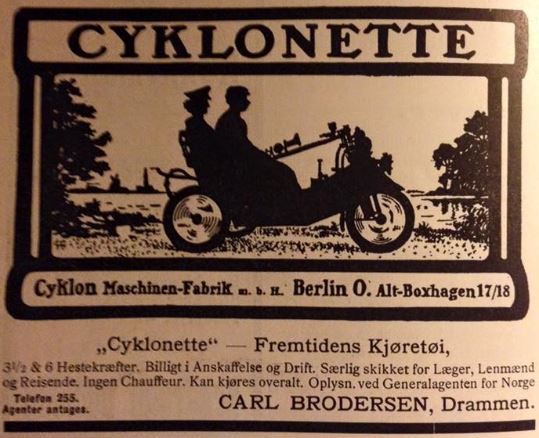 CYKLONETTE
Cyklon Maschinen-Fabrik m. b. H. Berlin O. Alt-Boxhagen 17/18
„Cyklonette“ — Fremtidens Kjøretøi,
3½ & 6 Hestekræfter. Billigt i Anskaffelse og Drift. Særlig skikket for Læger, Lenmænd
og Reisende. Ingen Chauffeur. Kan kjøres overalt. Oplysn. ved Generalagenten for Norge
Telefon 255.
Agenter antages.
CARL BRODERSEN, Drammen.